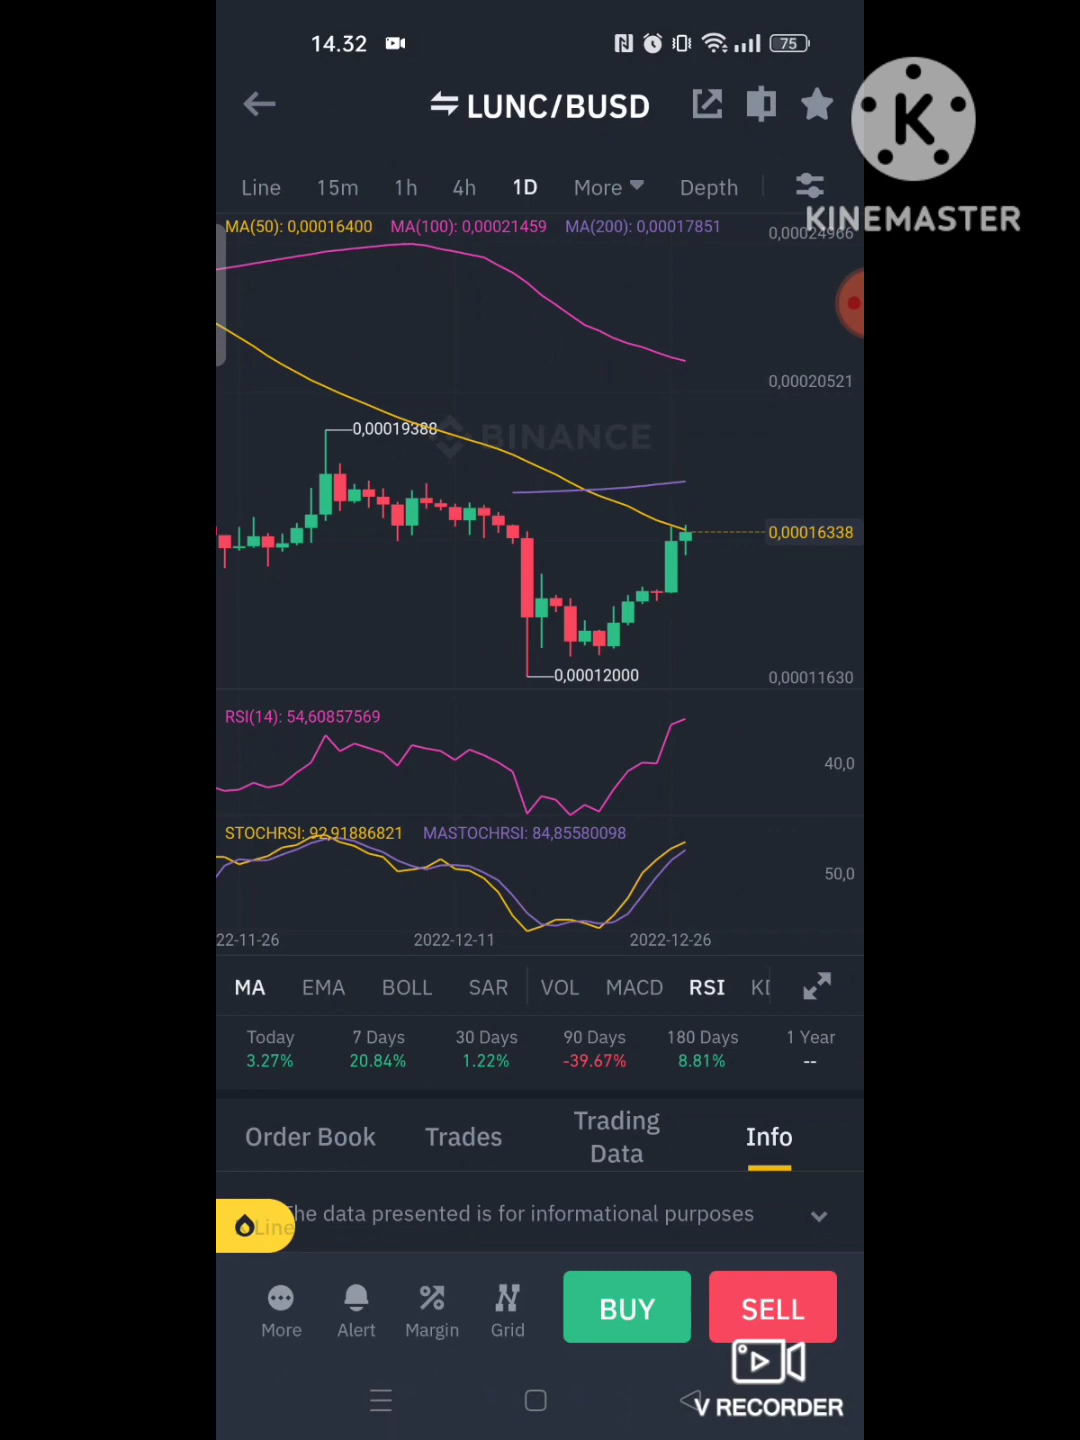 14.32
75
LUNC/BUSD
K
KINEMASTER
Line 15m 1h 4h 1D More Depth
MA(50): 0,00016400 MA(100): 0,00021459 MA(200): 0,00017851
0,00024966
0,00020521
0,00019388
BINANCE
0,00016338
0,00012000
0,00011630
RSI(14): 54,60857569
40,0
STOCHRSI: 92,91886821 MASTOCHRSI: 84,85580098
50,0
22-11-26 2022-12-11 2022-12-26
MA EMA BOLL SAR VOL MACD RSI
Today 7 Days 30 Days 90 Days 180 Days 1 Year
3.27% 20.84% 1.22% -39.67% 8.81% --
Order Book Trades Trading Data Info
The data presented is for informational purposes
Line
More Alert Margin Grid BUY SELL
V RECORDER